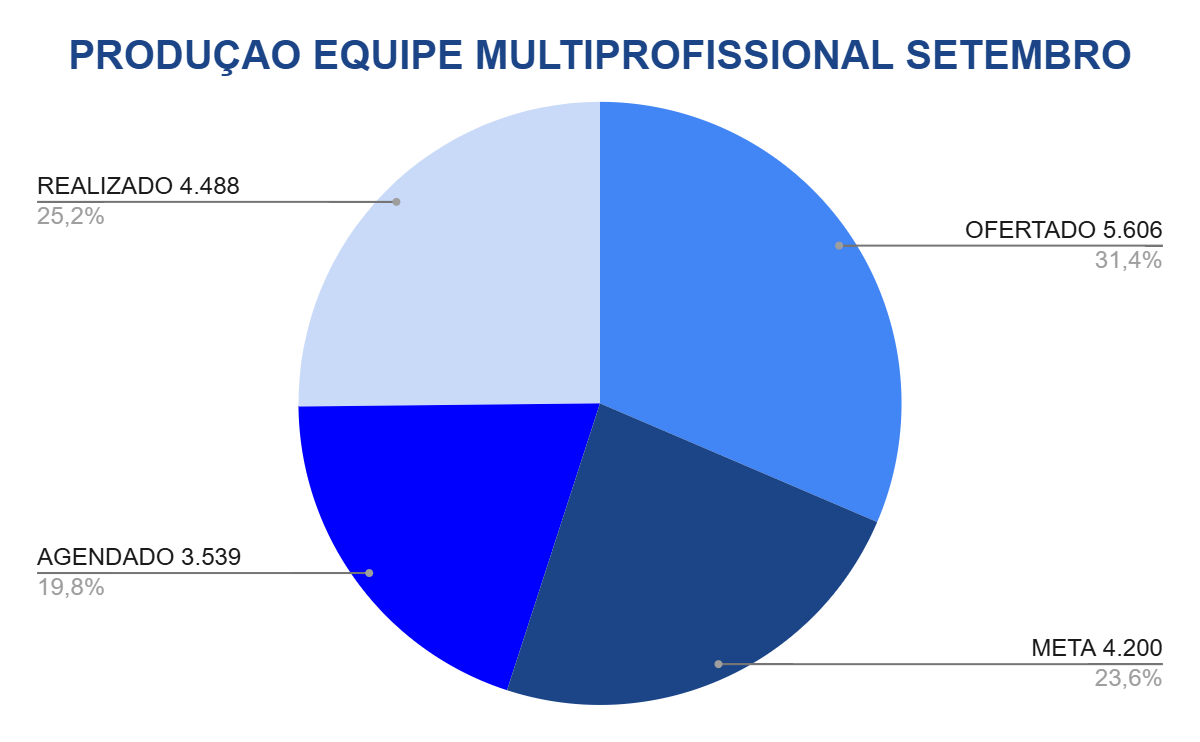 PRODUÇAO EQUIPE MULTIPROFISSIONAL SETEMBRO
REALIZADO 4.488
25,2%
OFERTADO 5.606
31,4%
AGENDADO 3.539
19,8%
META 4.200
23,6%